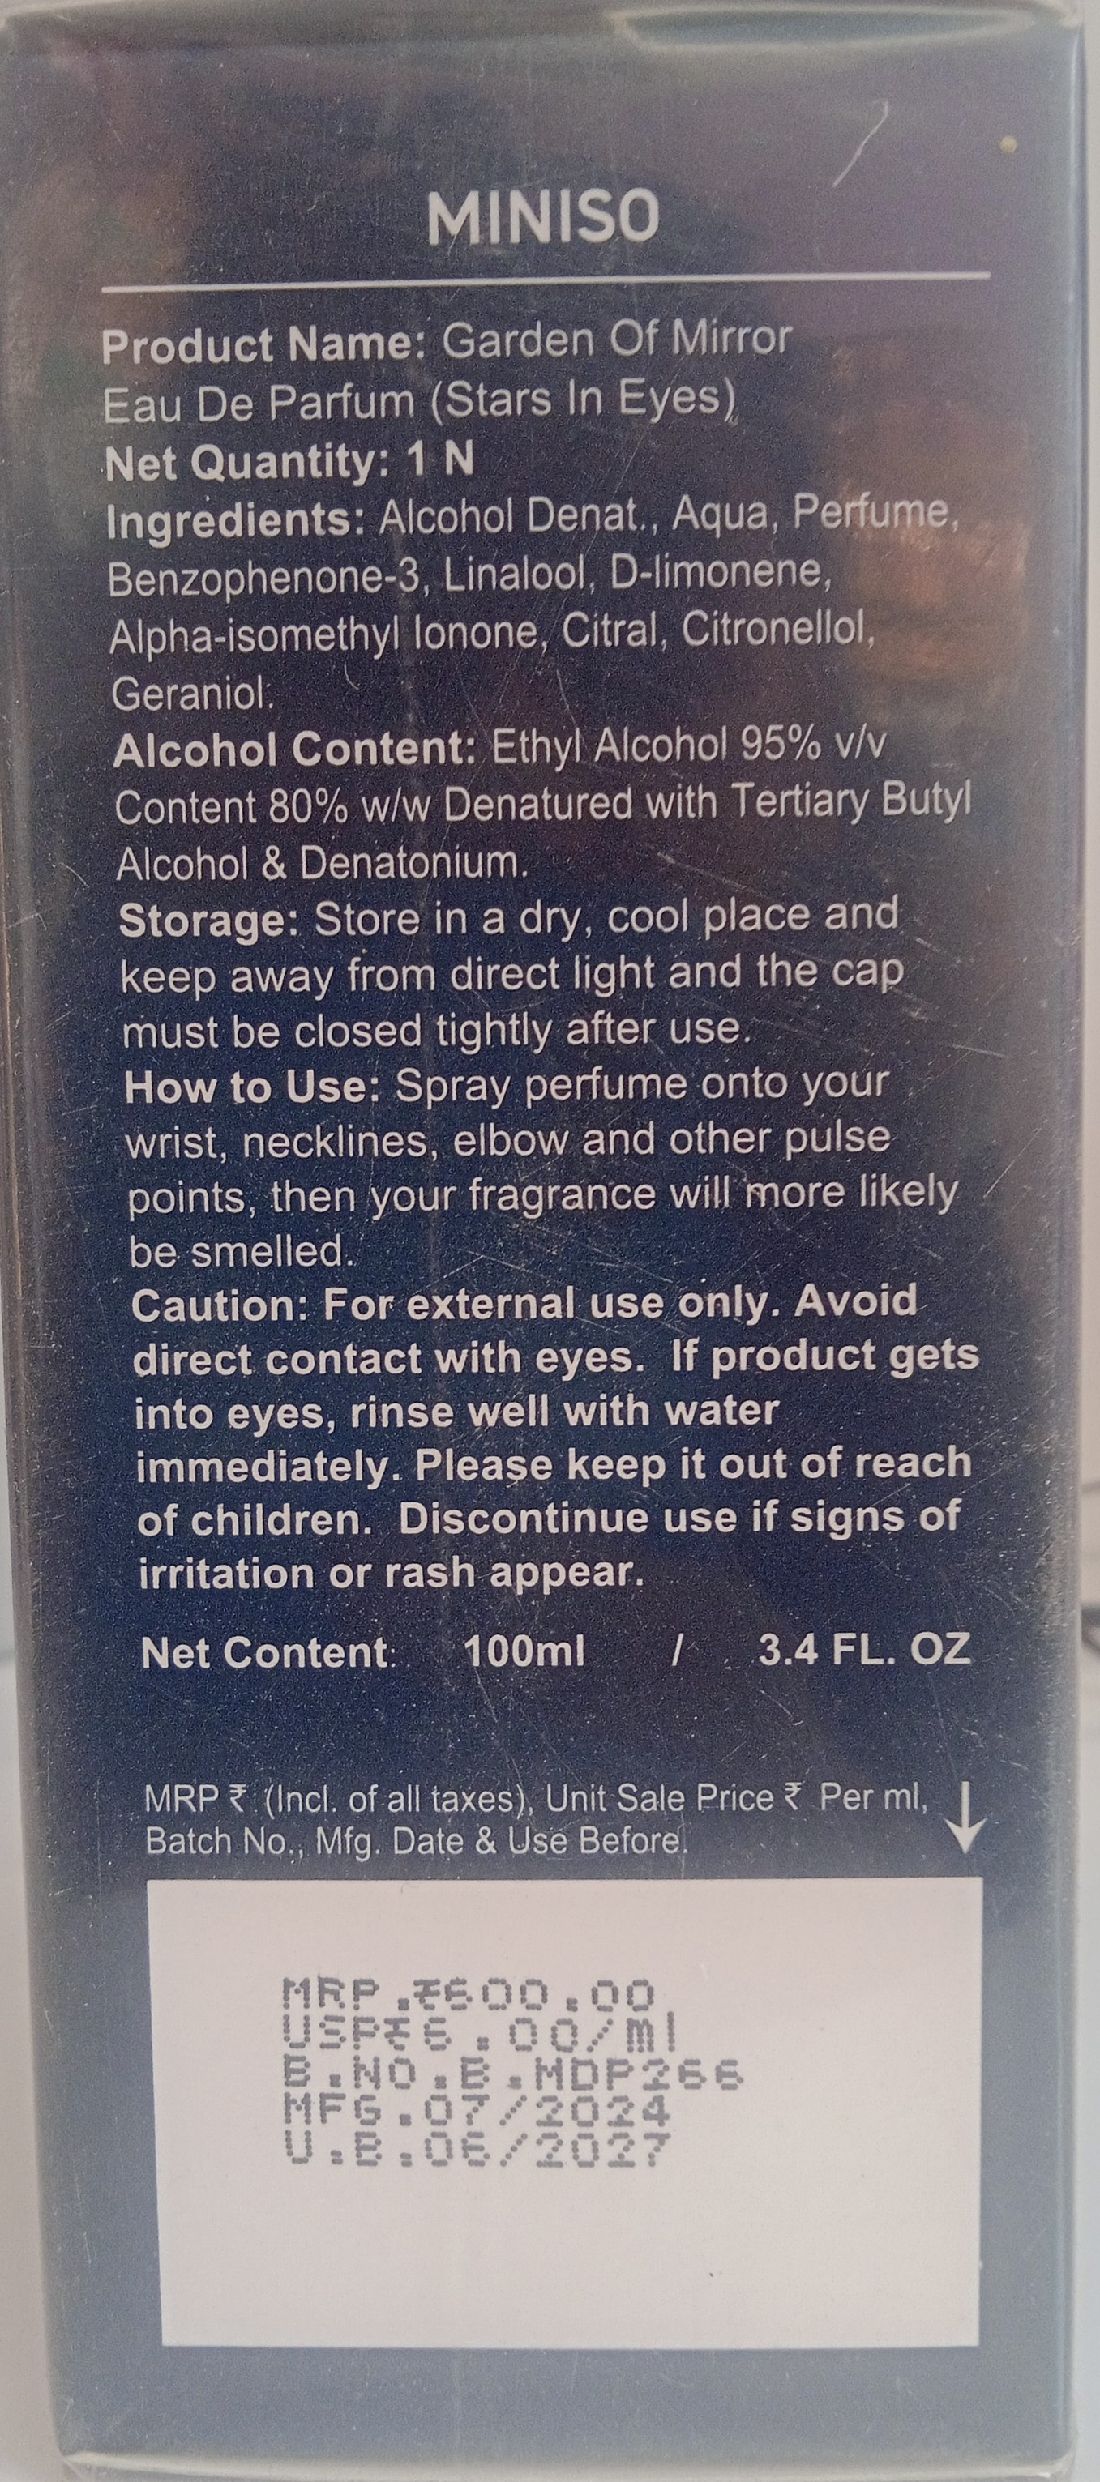 MINISO
Product Name: Garden Of Mirror
Eau De Parfum (Stars In Eyes)
Net Quantity: 1 N
Ingredients: Alcohol Denat., Aqua, Perfume,
Benzophenone-3, Linalool, D-limonene,
Alpha-isomethyl Ionone, Citral, Citronellol,
Geraniol.
Alcohol Content: Ethyl Alcohol 95% v/v
Content 80% w/w Denatured with Tertiary Butyl
Alcohol & Denatonium.
Storage: Store in a dry, cool place and
keep away from direct light and the cap
must be closed tightly after use.
How to Use: Spray perfume onto your
wrist, necklines, elbow and other pulse
points, then your fragrance will more likely
be smelled.
Caution: For external use only. Avoid
direct contact with eyes. If product gets
into eyes, rinse well with water
immediately. Please keep it out of reach
of children. Discontinue use if signs of
irritation or rash appear.
Net Content: 100ml / 3.4 FL. OZ
MRP ₹ (Incl. of all taxes), Unit Sale Price ₹ Per ml,
Batch No., Mfg. Date & Use Before.
MRP.₹600.00
USP₹6.00/ml
B.NO.B.MDP266
MFG.07/2024
U.B.06/2027